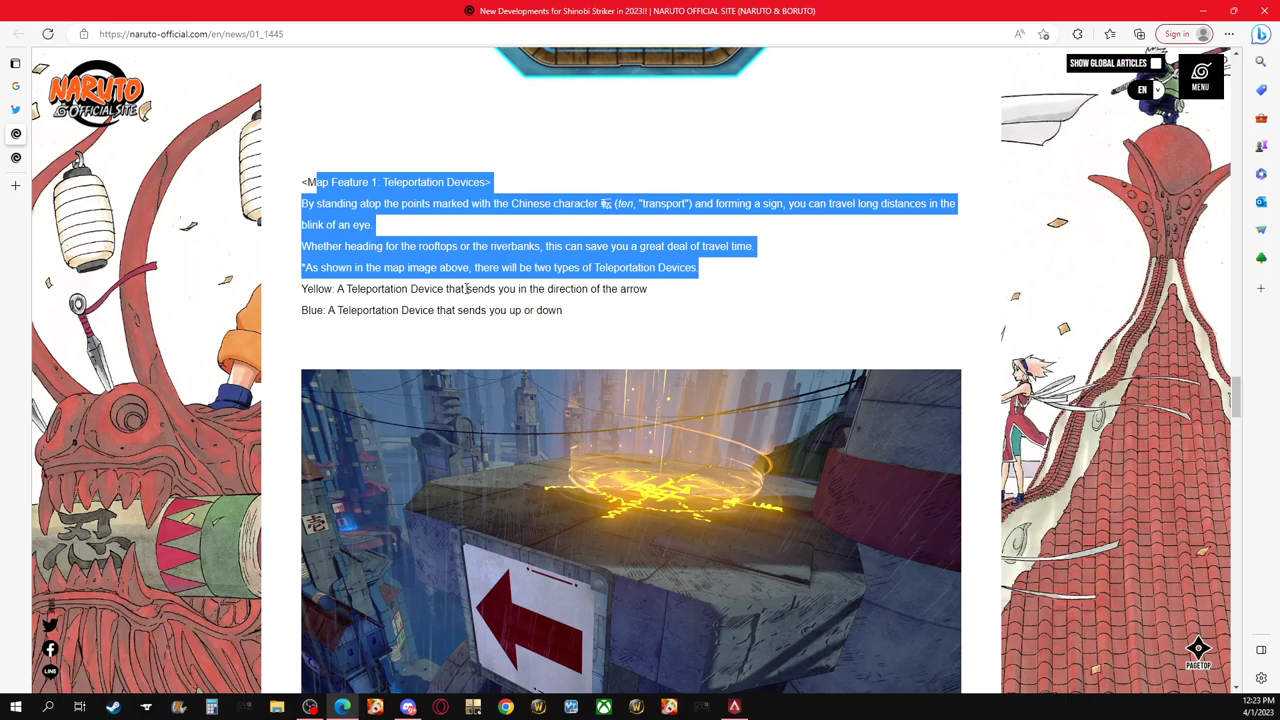 New Developments for Shinobi Striker in 2023!! | NARUTO OFFICIAL SITE (NARUTO & BORUTO)
https://naruto-official.com/en/news/01_1445
Sign in
NARUTO
OFFICIAL SITE
SHOW GLOBAL ARTICLES
EN
MENU
<Map Feature 1: Teleportation Devices>
By standing atop the points marked with the Chinese character 転 (ten, "transport") and forming a sign, you can travel long distances in the
blink of an eye.
Whether heading for the rooftops or the riverbanks, this can save you a great deal of travel time.
*As shown in the map image above, there will be two types of Teleportation Devices.
Yellow: A Teleportation Device that sends you in the direction of the arrow
Blue: A Teleportation Device that sends you up or down
忍
LINE
PAGETOP
12:23 PM
4/1/2023